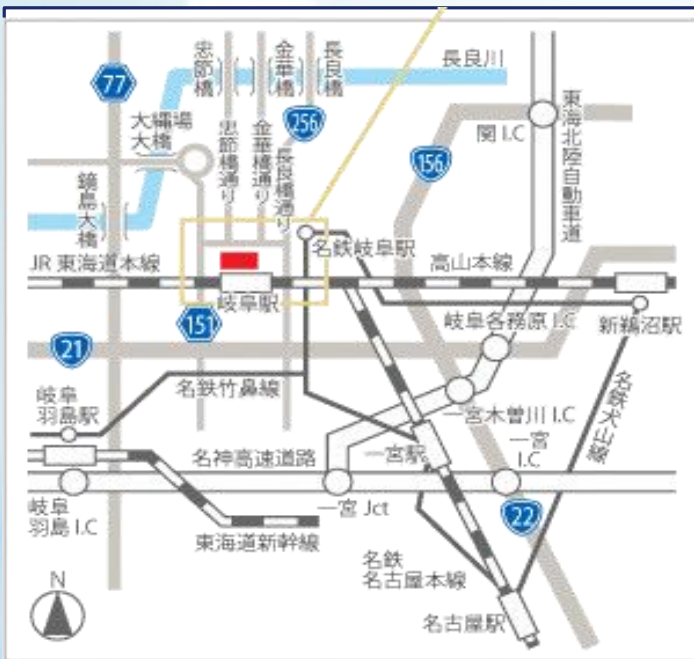 77
忠節橋
金華橋
長良橋
長良川
256
大縄場
大橋
忠節橋通り
金華橋通り
長良橋通り
関 I.C
東海北陸自動車道
156
鏡島大橋
名鉄岐阜駅
JR 東海道本線
高山本線
岐阜駅
151
岐阜各務原 I.C
新鵜沼駅
21
名鉄竹鼻線
岐阜
羽島駅
一宮木曽川 I.C
名鉄犬山線
名神高速道路
一宮駅
一宮
I.C
岐阜
羽島 I.C
一宮 Jct
22
東海道新幹線
名鉄
名古屋本線
N
名古屋駅